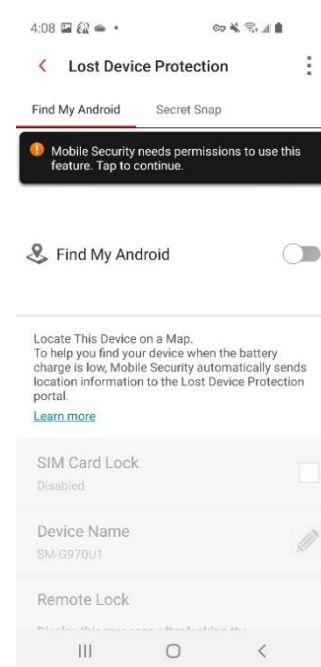 4:08
Lost Device Protection
Find My Android Secret Snap
Mobile Security needs permissions to use this
feature. Tap to continue.
Find My Android
Locate This Device on a Map.
To help you find your device when the battery
charge is low, Mobile Security automatically sends
location information to the Lost Device Protection
portal.
Learn more
SIM Card Lock
Disabled
Device Name
SM-G970U1
Remote Lock